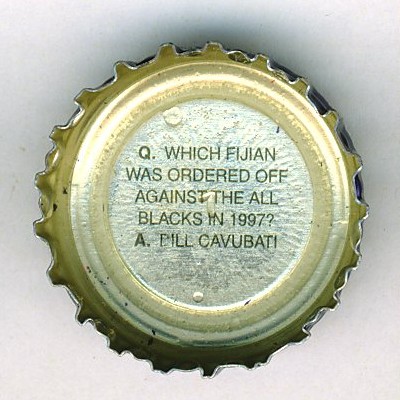 Q. WHICH FIJIAN
WAS ORDERED OFF
AGAINST THE ALL
BLACKS IN 1997?
A. BILL CAVUBATI